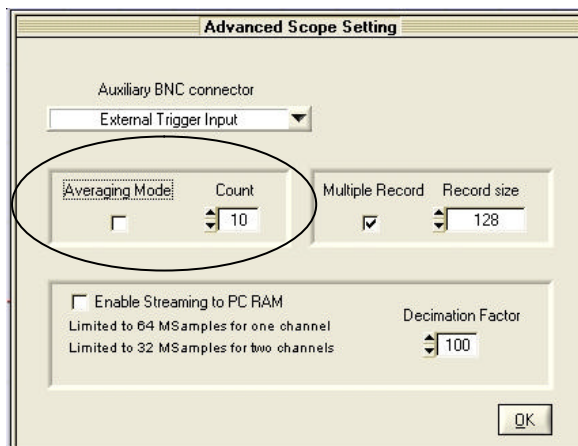 Advanced Scope Setting
Auxiliary BNC connector
External Trigger Input
Averaging Mode Count
10
Multiple Record Record size
128
Enable Streaming to PC RAM
Limited to 64 MSamples for one channel
Limited to 32 MSamples for two channels
Decimation Factor
100
OK